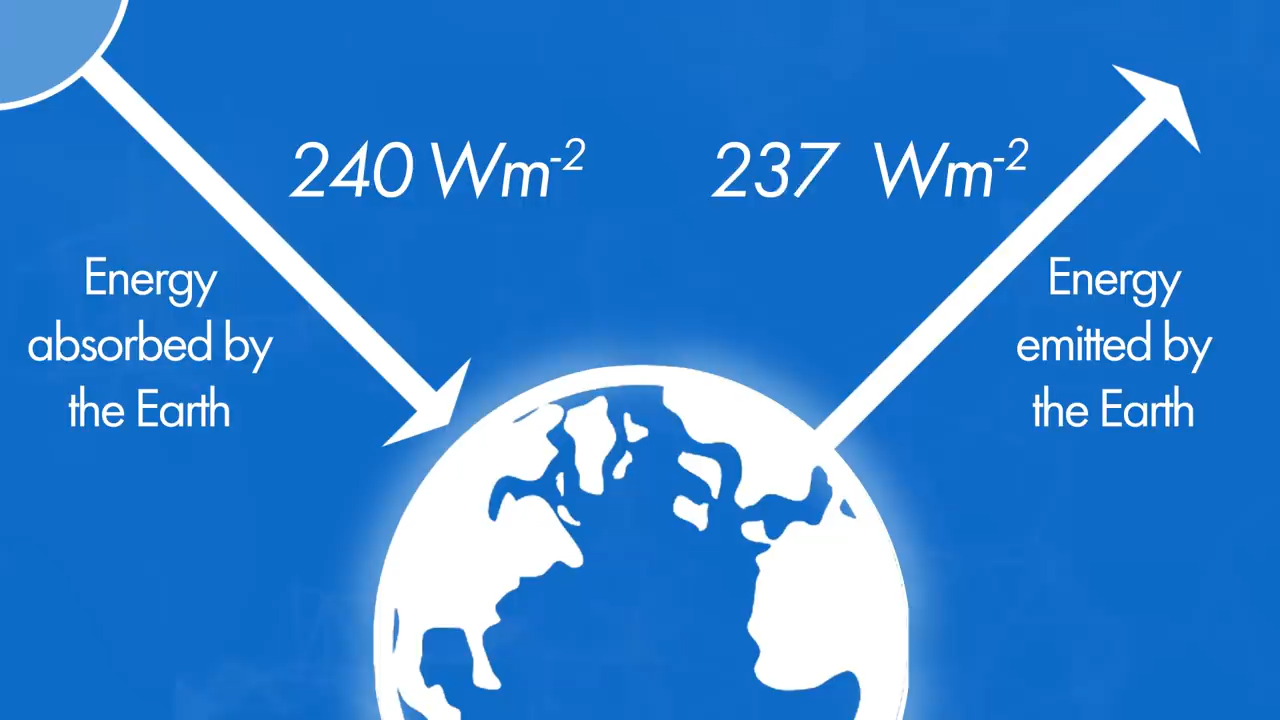 240 Wm⁻²
237 Wm⁻²
Energy
absorbed by
the Earth
Energy
emitted by
the Earth